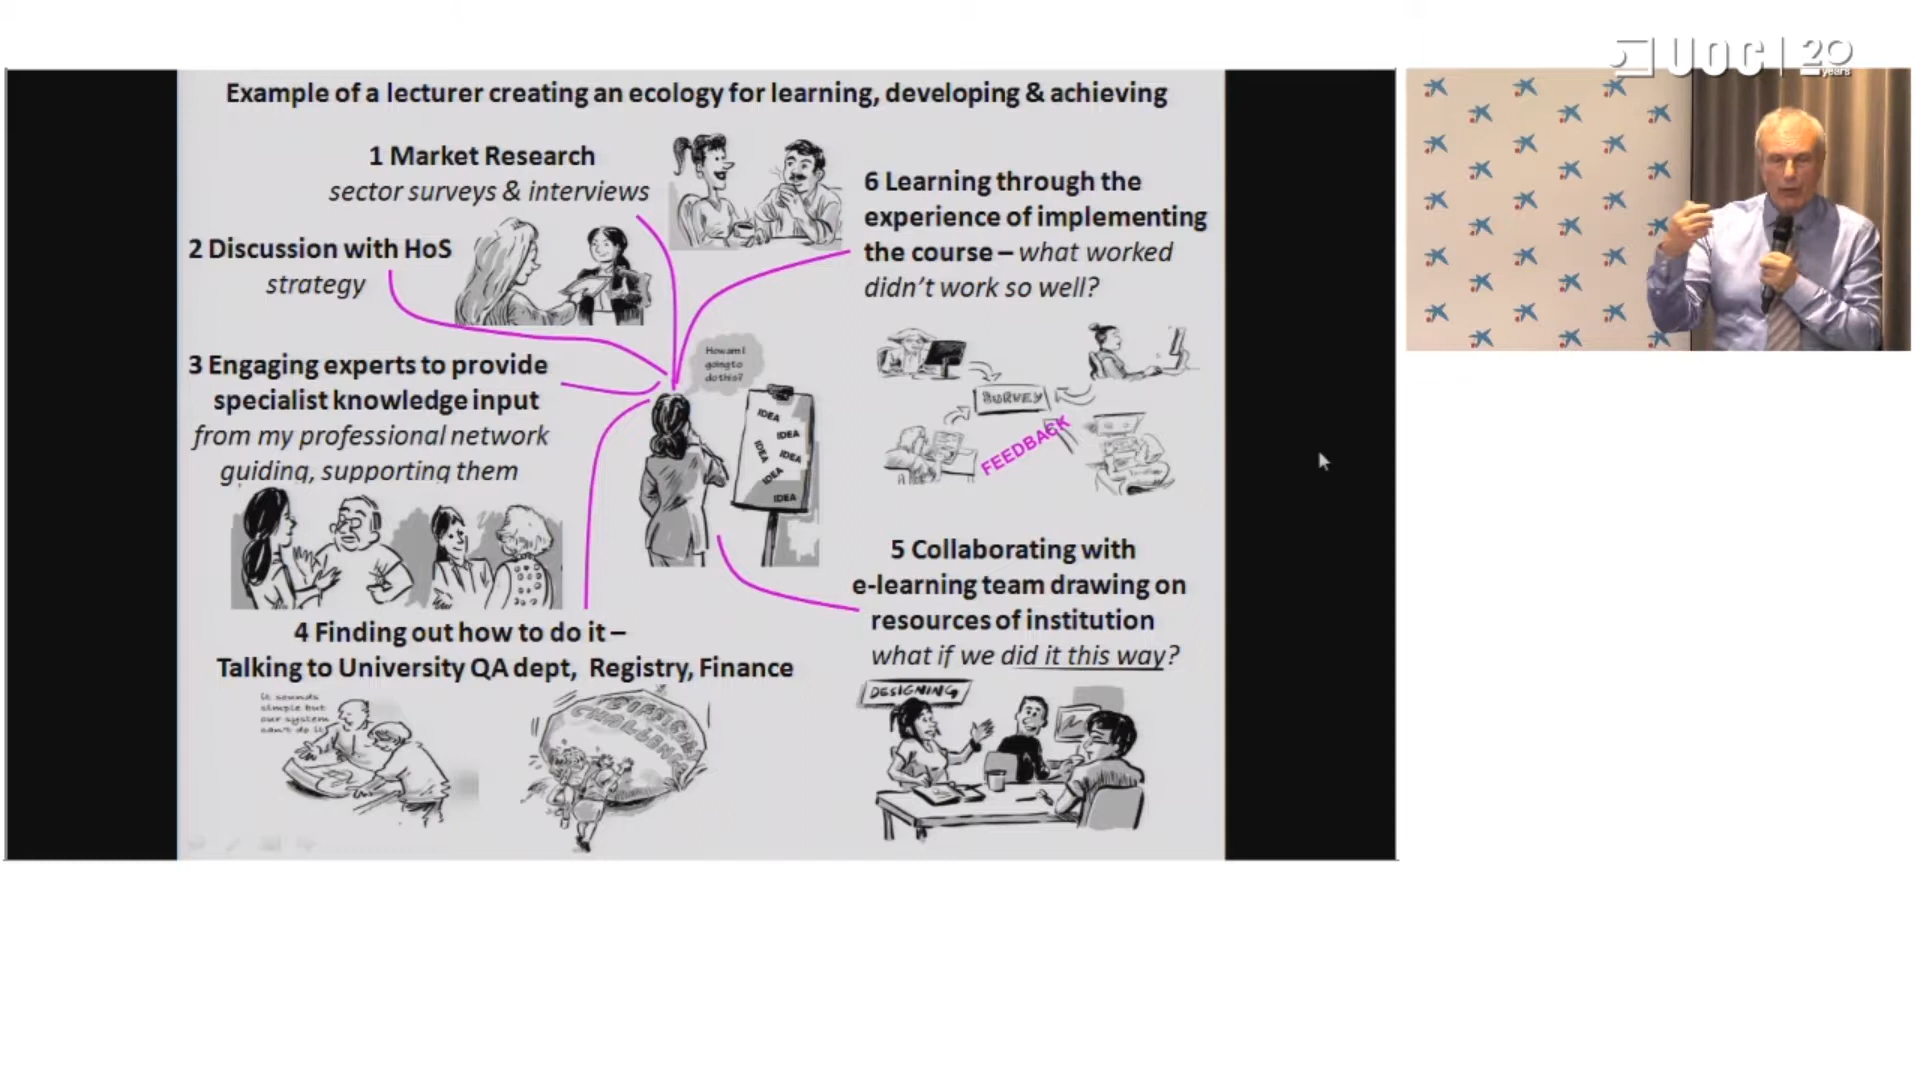 UOC 20 years
Example of a lecturer creating an ecology for learning, developing & achieving
1 Market Research
sector surveys & interviews
2 Discussion with HoS
strategy
3 Engaging experts to provide
specialist knowledge input
from my professional network
guiding, supporting them
4 Finding out how to do it –
Talking to University QA dept, Registry, Finance
It sounds
simple but
our system
can't do it
DIFFICULT
CHALLENGE
How am I
going to
do this?
IDEA
IDEA
IDEA
IDEA
IDEA
IDEA
6 Learning through the
experience of implementing
the course – what worked
didn't work so well?
SURVEY
FEEDBACK
5 Collaborating with
e-learning team drawing on
resources of institution
what if we did it this way?
DESIGNING